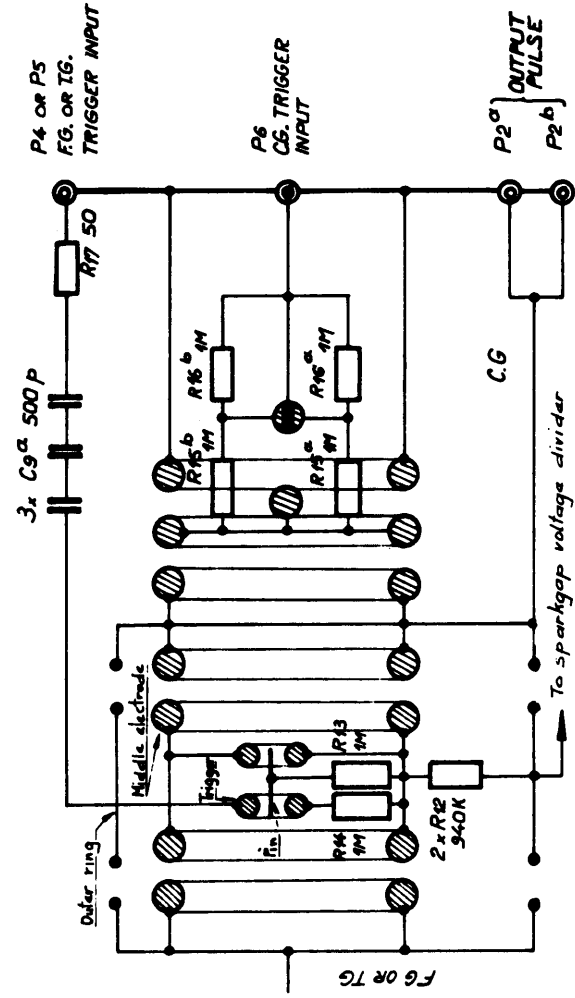 P4 OR P5
F.G. OR T.G.
TRIGGER INPUT
R17 50
3x C9a 500 p
P6
C.G. TRIGGER
INPUT
R16b 1M
R15b 1M
R16a 1M
R15a 1M
P2a
P2b
OUTPUT
PULSE
C.G
Outer ring
Middle electrode
Trigger
Pin
R13
1M
R14
1M
2 x R12
940K
To sparkgap voltage divider
FG OR TG